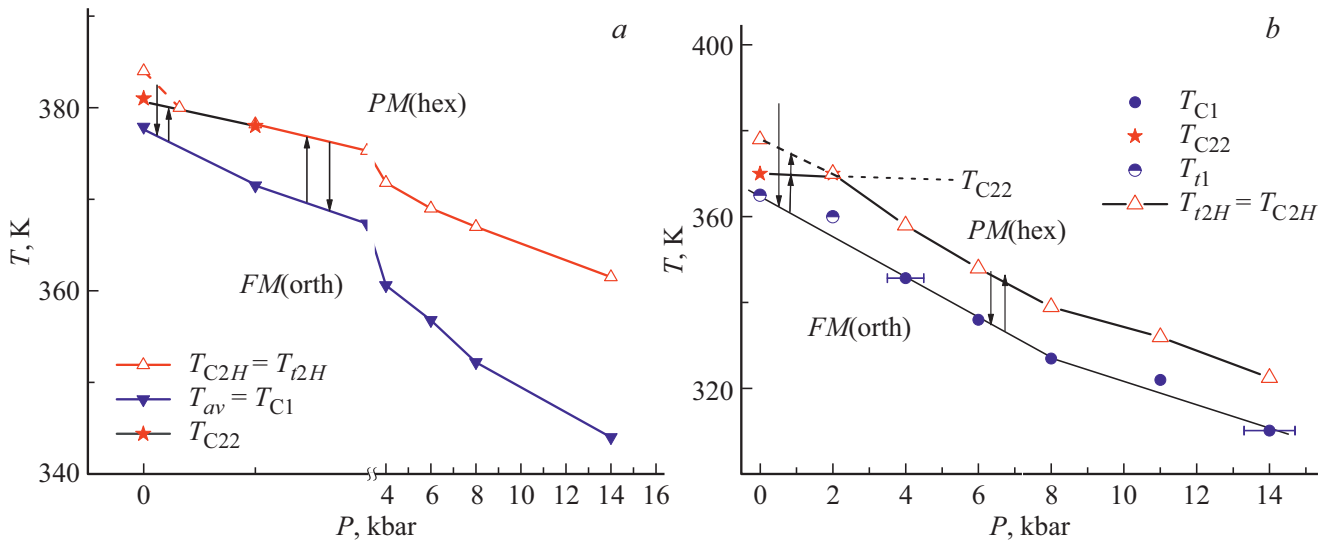 a
T, K
380
360
340
PM(hex)
FM(orth)
T_C2H = T_t2H
T_av = T_C1
T_C22
0 4 6 8 10 12 14 16
P, kbar
b
T, K
400
360
320
T_C1
T_C22
T_t1
T_t2H = T_C2H
T_C22
PM(hex)
FM(orth)
0 2 4 6 8 10 12 14
P, kbar